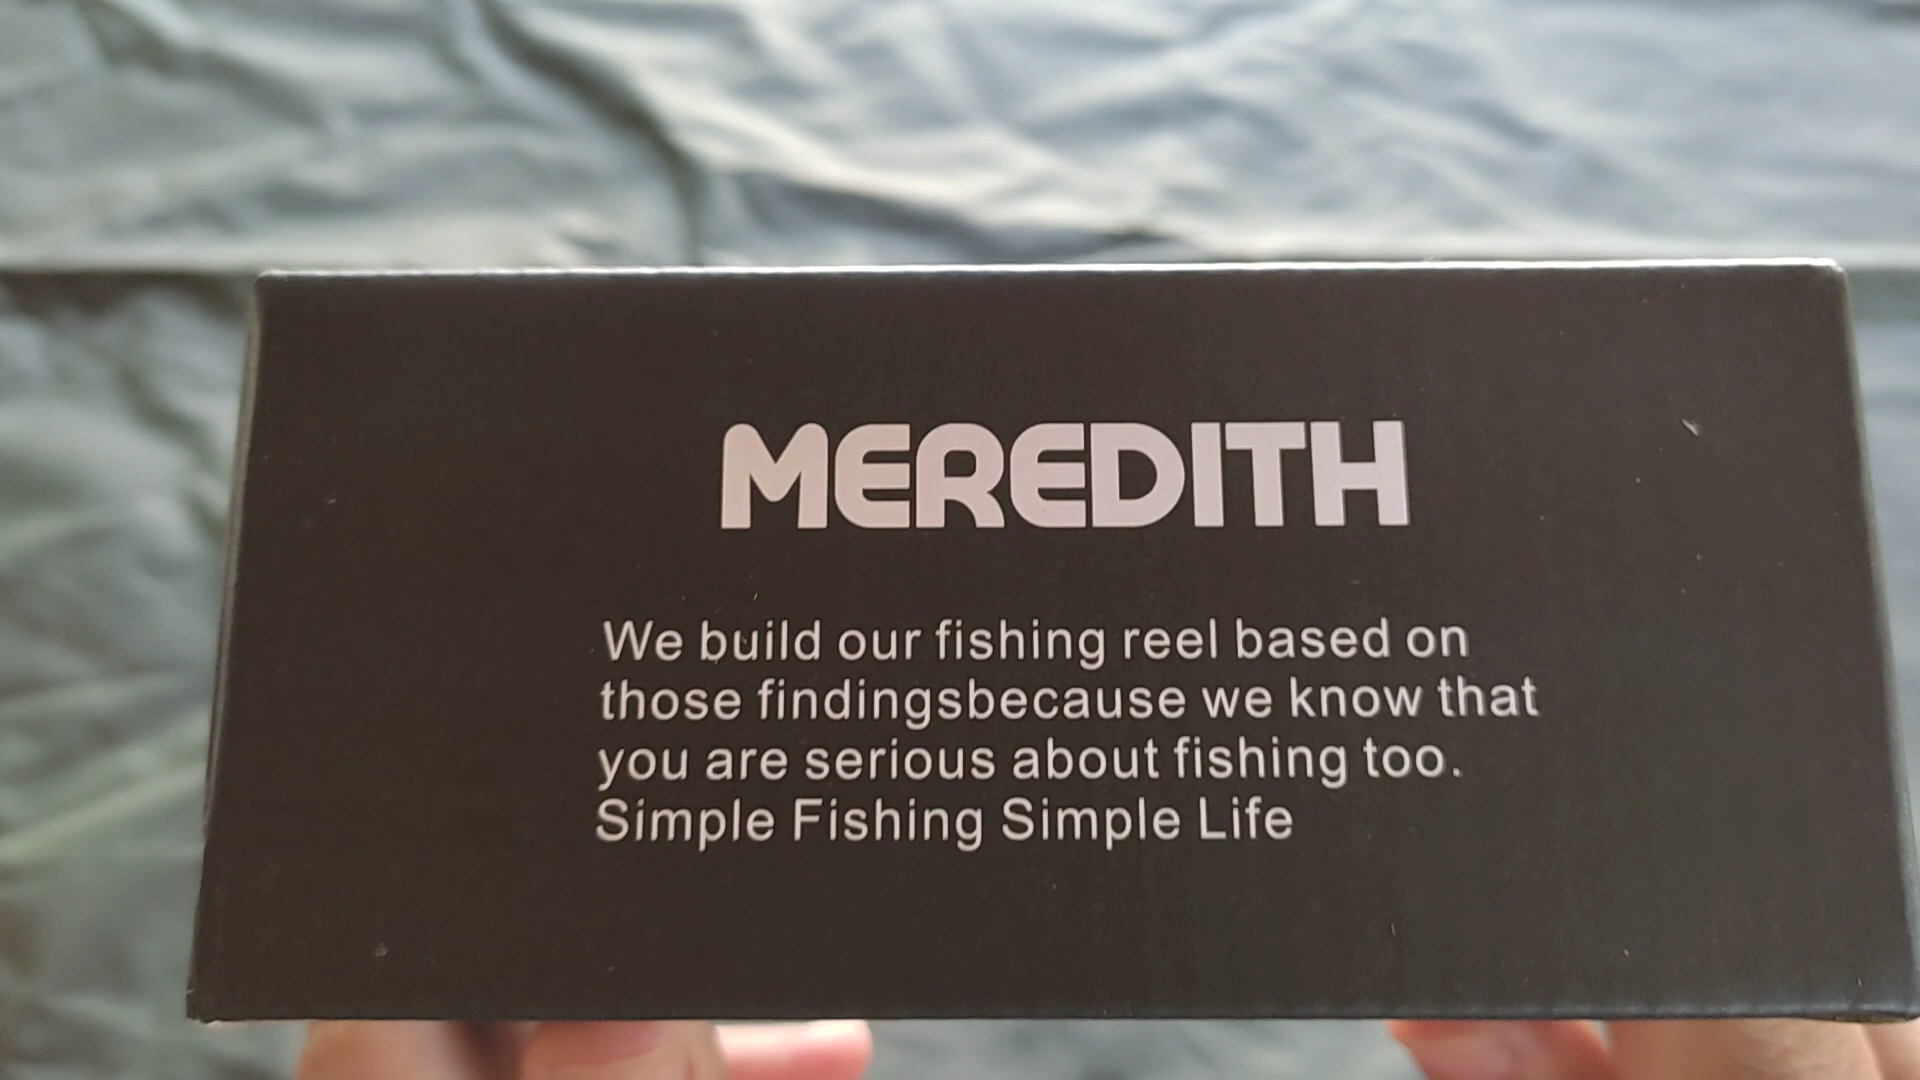 MEREDITH
We build our fishing reel based on
those findingsbecause we know that
you are serious about fishing too.
Simple Fishing Simple Life